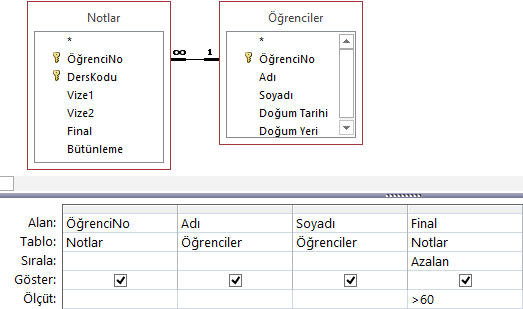 Notlar
*
ÖğrenciNo
DersKodu
Vize1
Vize2
Final
Bütünleme
∞ 1
Öğrenciler
*
ÖğrenciNo
Adı
Soyadı
Doğum Tarihi
Doğum Yeri
Alan: ÖğrenciNo Adı Soyadı Final
Tablo: Notlar Öğrenciler Öğrenciler Notlar
Sırala: Azalan
Göster:
Ölçüt: >60